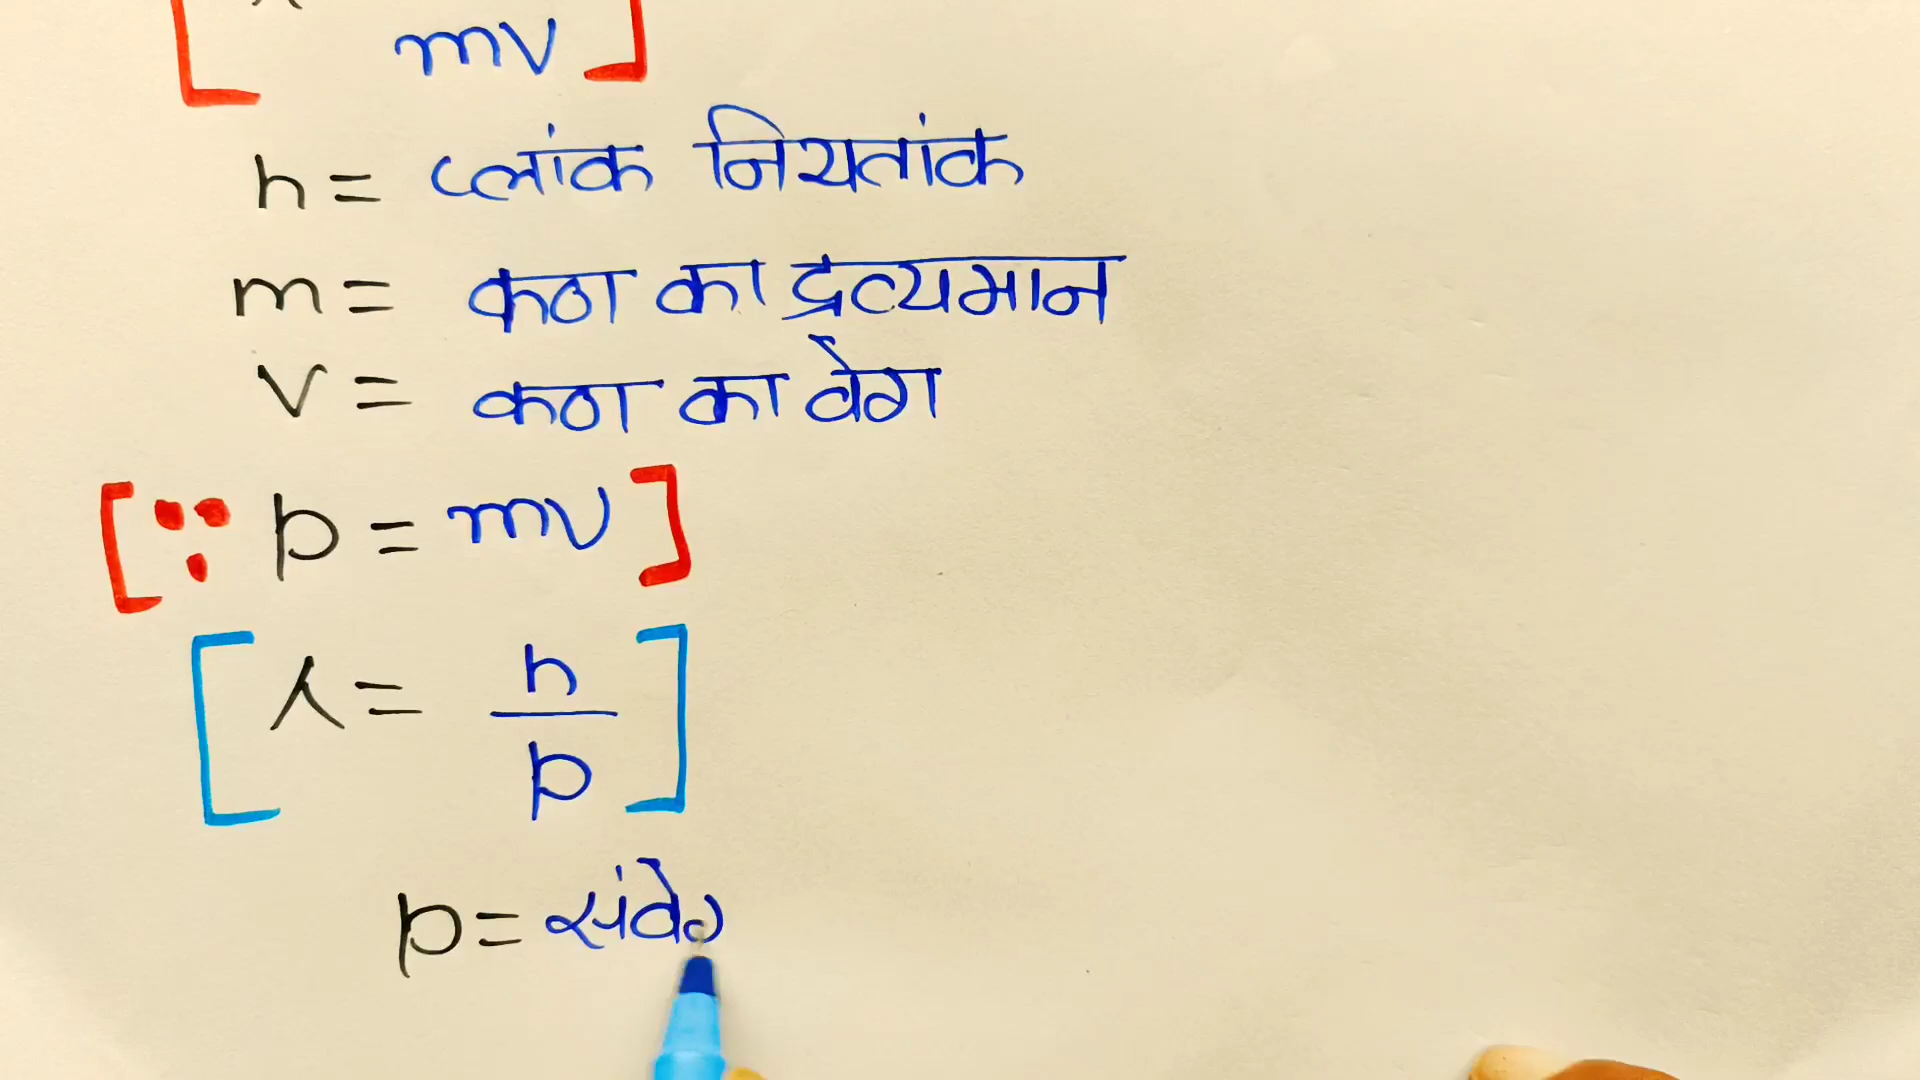 mv
h = प्लांक नियतांक
m = कण का द्रव्यमान
v = कण का वेग
[∵ p = mv]
[λ = h/p]
p = संवे